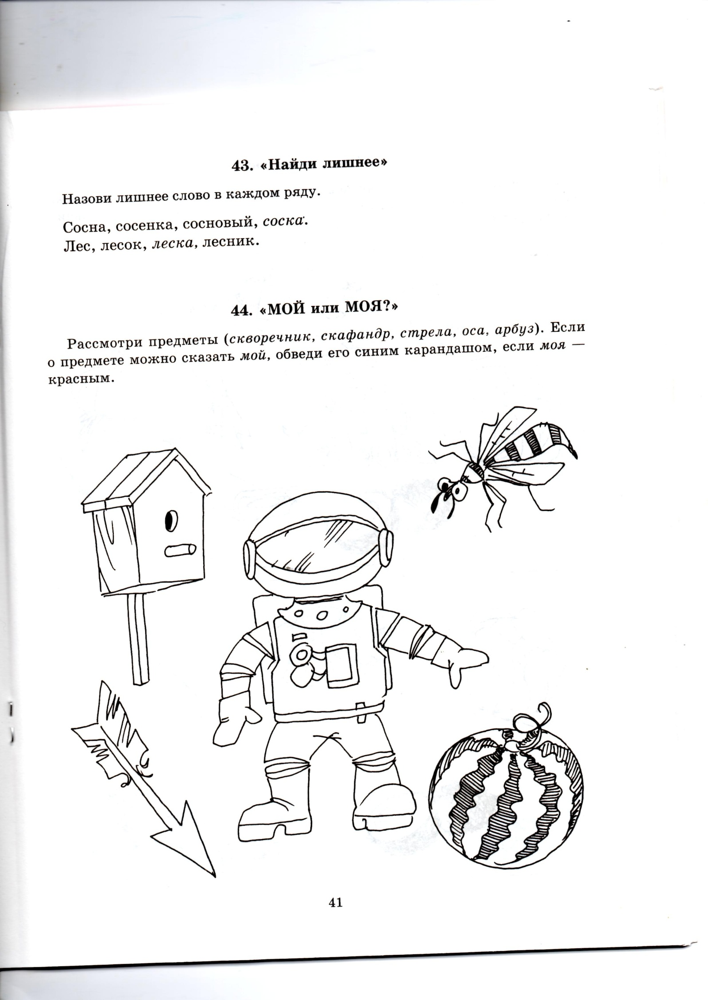 43. «Найди лишнее»
Назови лишнее слово в каждом ряду.
Сосна, сосенка, сосновый, соска.
Лес, лесок, леска, лесник.
44. «МОЙ или МОЯ?»
Рассмотри предметы (скворечник, скафандр, стрела, оса, арбуз). Если
о предмете можно сказать мой, обведи его синим карандашом, если моя —
красным.
41